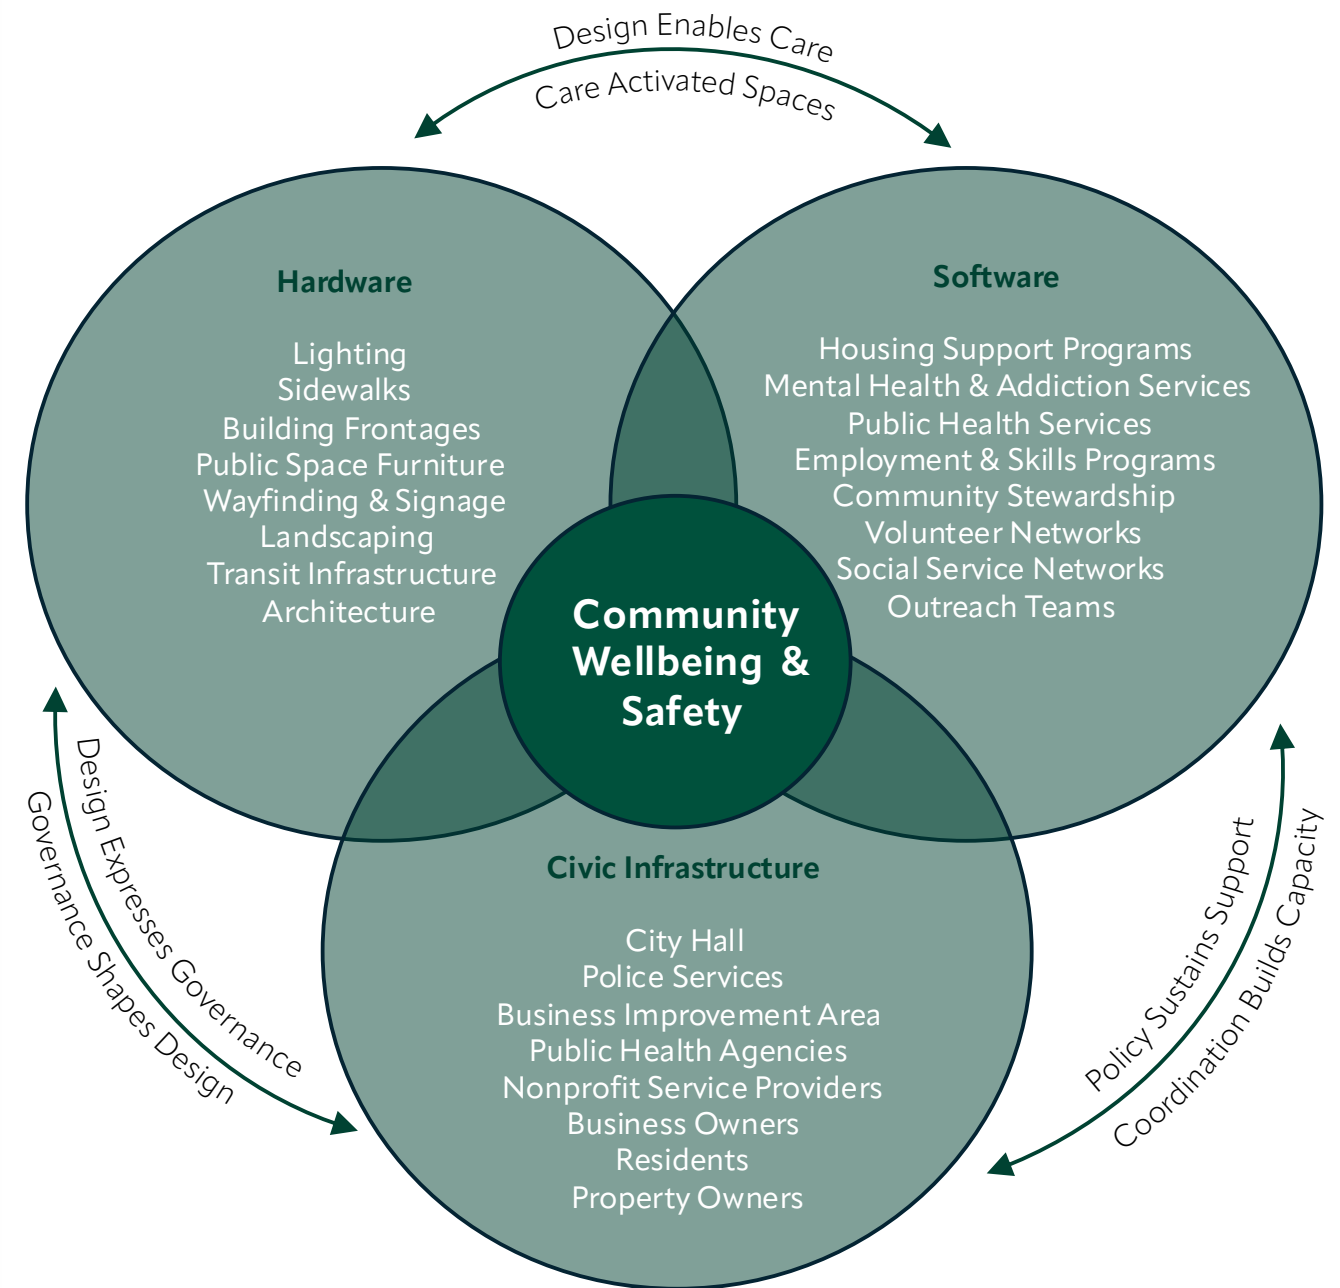 Design Enables Care
Care Activated Spaces
Hardware
Lighting
Sidewalks
Building Frontages
Public Space Furniture
Wayfinding & Signage
Landscaping
Transit Infrastructure
Architecture
Software
Housing Support Programs
Mental Health & Addiction Services
Public Health Services
Employment & Skills Programs
Community Stewardship
Volunteer Networks
Social Service Networks
Outreach Teams
Community
Wellbeing &
Safety
Design Expresses Governance
Governance Shapes Design
Policy Sustains Support
Coordination Builds Capacity
Civic Infrastructure
City Hall
Police Services
Business Improvement Area
Public Health Agencies
Nonprofit Service Providers
Business Owners
Residents
Property Owners